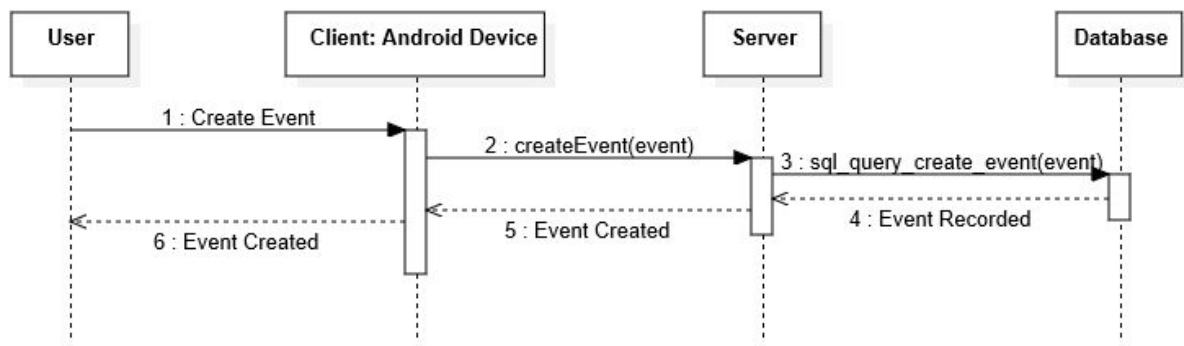 User
Client: Android Device
Server
Database
1 : Create Event
2 : createEvent(event)
3 : sql_query_create_event(event)
4 : Event Recorded
5 : Event Created
6 : Event Created